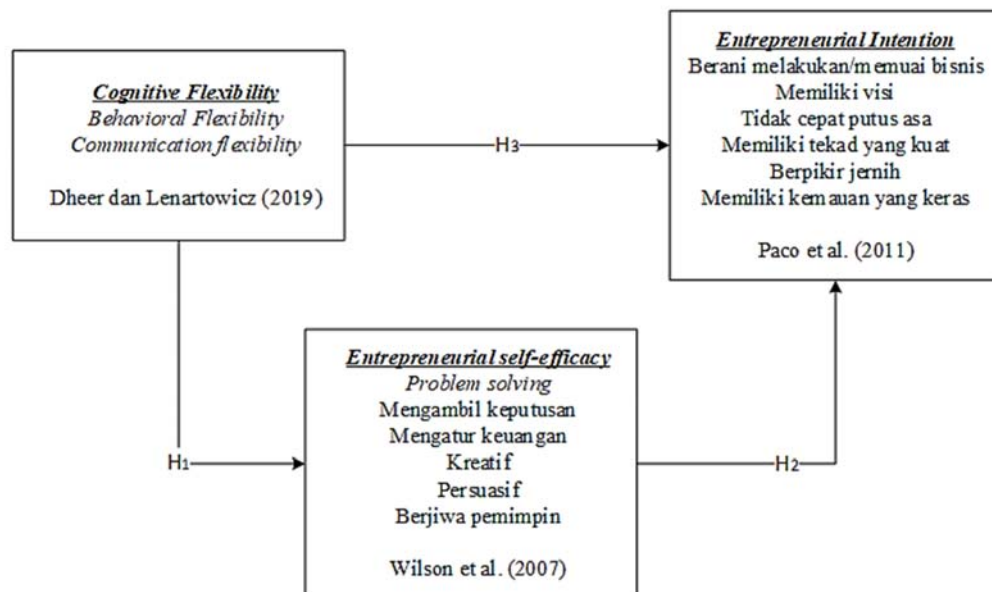 Cognitive Flexibility
Behavioral Flexibility
Communication flexibility
Dheer dan Lenartowicz (2019)
H3
Entrepreneurial Intention
Berani melakukan/memuai bisnis
Memiliki visi
Tidak cepat putus asa
Memiliki tekad yang kuat
Berpikir jernih
Memiliki kemauan yang keras
Paco et al. (2011)
H1
Entrepreneurial self-efficacy
Problem solving
Mengambil keputusan
Mengatur keuangan
Kreatif
Persuasif
Berjiwa pemimpin
Wilson et al. (2007)
H2